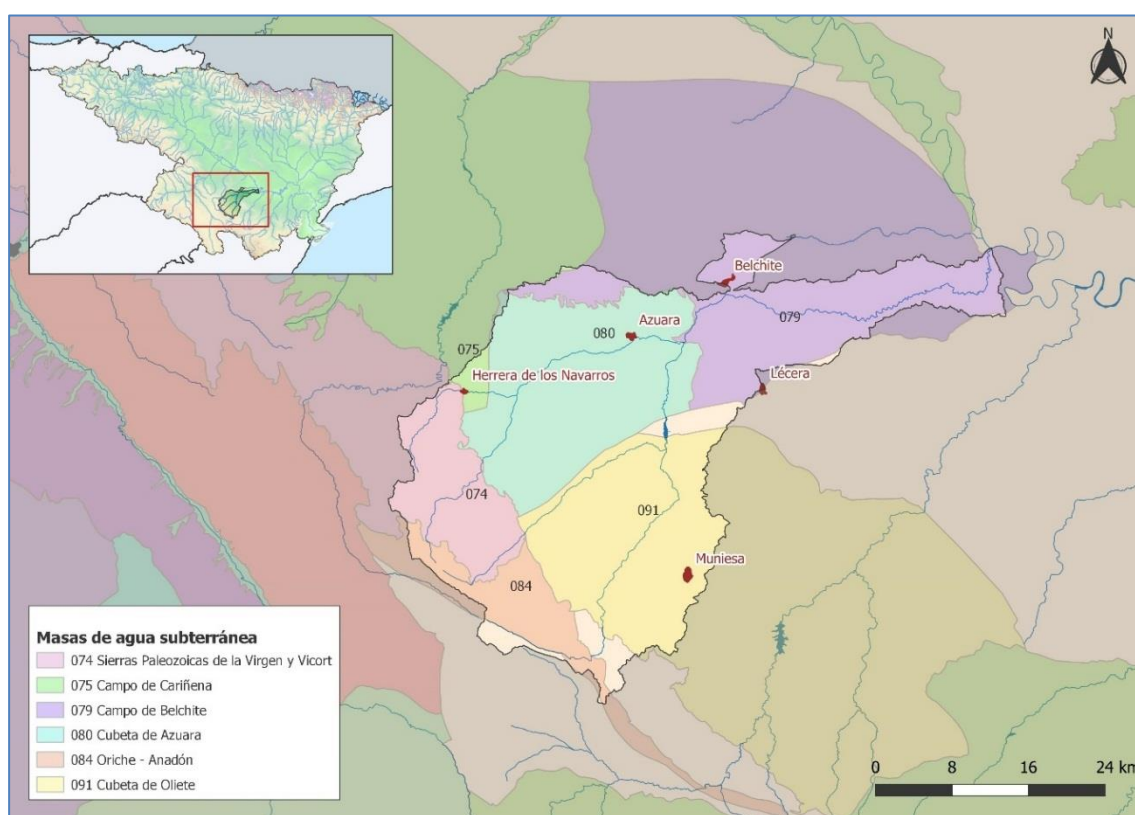 N
Belchite
079
Azuara
080
075
Herrera de los Navarros
Lécera
074
091
Muniesa
084
Masas de agua subterránea
074 Sierras Paleozoicas de la Virgen y Vicort
075 Campo de Cariñena
079 Campo de Belchite
080 Cubeta de Azuara
084 Oriche - Anadón
091 Cubeta de Oliete
0 8 16 24 km